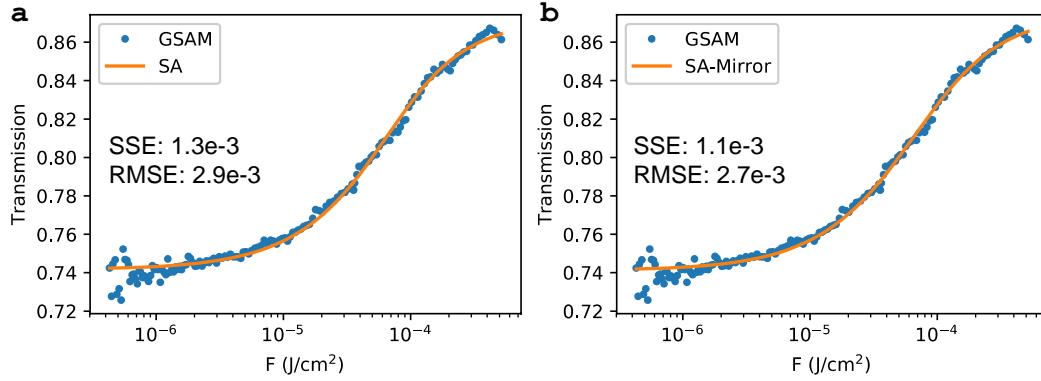 a
GSAM
SA
SSE: 1.3e-3
RMSE: 2.9e-3
Transmission
0.86
0.84
0.82
0.80
0.78
0.76
0.74
0.72
10⁻⁶
10⁻⁵
10⁻⁴
F (J/cm²)
b
GSAM
SA-Mirror
SSE: 1.1e-3
RMSE: 2.7e-3
Transmission
0.86
0.84
0.82
0.80
0.78
0.76
0.74
0.72
10⁻⁶
10⁻⁵
10⁻⁴
F (J/cm²)